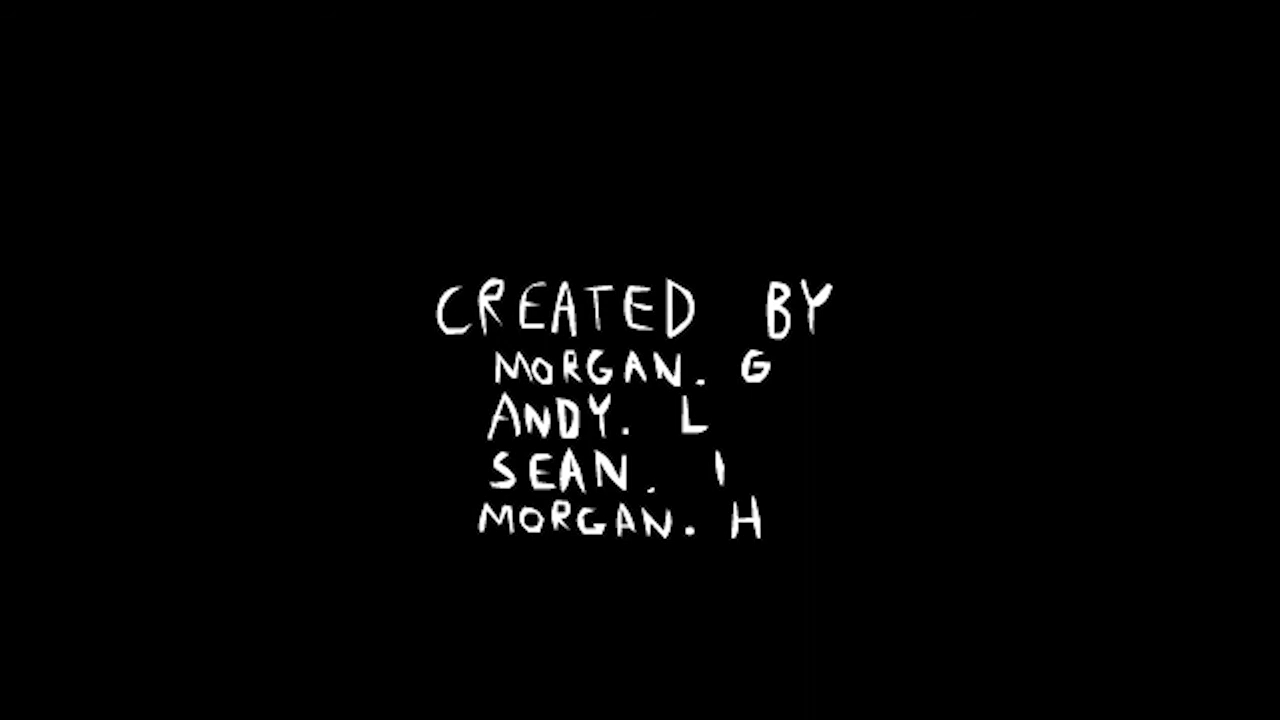 CREATED BY
MORGAN. G
ANDY. L
SEAN. I
MORGAN. H